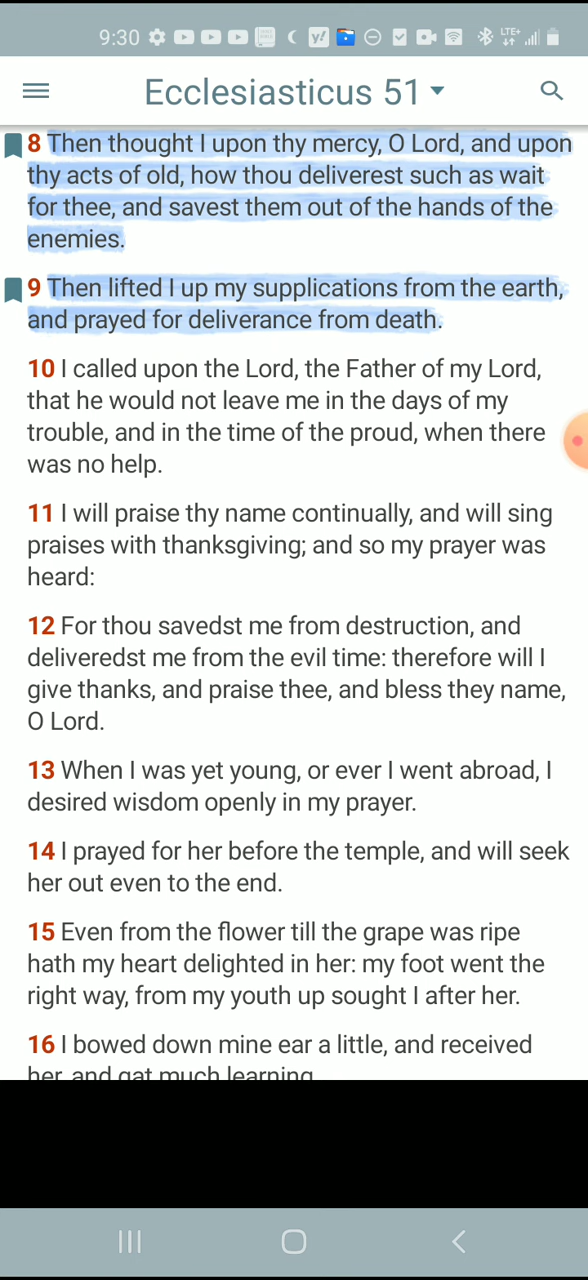 9:30
LTE+
Ecclesiasticus 51
8 Then thought I upon thy mercy, O Lord, and upon
thy acts of old, how thou deliverest such as wait
for thee, and savest them out of the hands of the
enemies.
9 Then lifted I up my supplications from the earth,
and prayed for deliverance from death.
10 I called upon the Lord, the Father of my Lord,
that he would not leave me in the days of my
trouble, and in the time of the proud, when there
was no help.
11 I will praise thy name continually, and will sing
praises with thanksgiving; and so my prayer was
heard:
12 For thou savedst me from destruction, and
deliveredst me from the evil time: therefore will I
give thanks, and praise thee, and bless they name,
O Lord.
13 When I was yet young, or ever I went abroad, I
desired wisdom openly in my prayer.
14 I prayed for her before the temple, and will seek
her out even to the end.
15 Even from the flower till the grape was ripe
hath my heart delighted in her: my foot went the
right way, from my youth up sought I after her.
16 I bowed down mine ear a little, and received
her, and gat much learning.